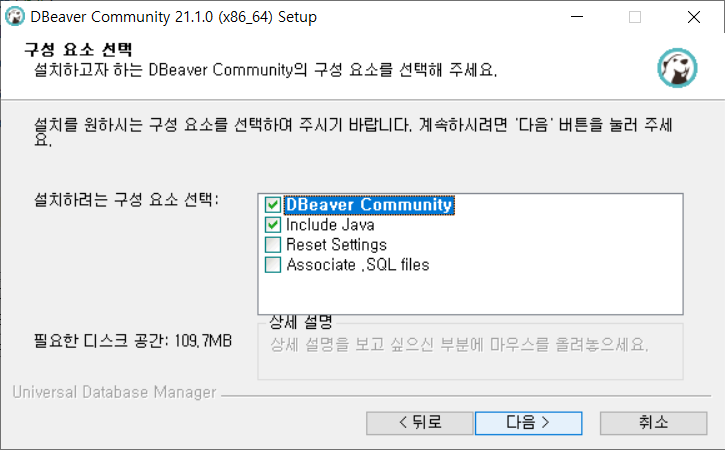 DBeaver Community 21.1.0 (x86_64) Setup
구성 요소 선택
설치하고자 하는 DBeaver Community의 구성 요소를 선택해 주세요.
설치를 원하시는 구성 요소를 선택하여 주시기 바랍니다. 계속하시려면 '다음' 버튼을 눌러 주세
요.
설치하려는 구성 요소 선택:
DBeaver Community
Include Java
Reset Settings
Associate .SQL files
필요한 디스크 공간: 109.7MB
상세 설명
상세 설명을 보고 싶으신 부분에 마우스를 올려놓으세요.
Universal Database Manager
< 뒤로
다음 >
취소